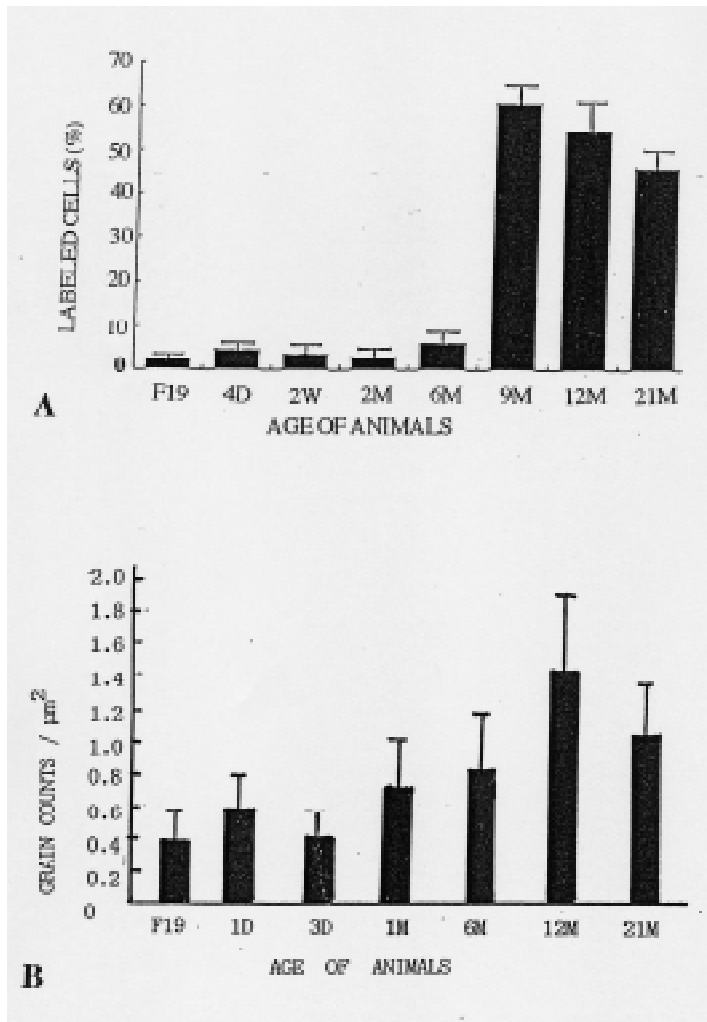 70
60
50
40
30
20
10
0
LABELED CELLS (%)
F19 4D 2W 2M 6M 9M 12M 21M
AGE OF ANIMALS
A
2.0
1.8
1.6
1.4
1.2
1.0
0.8
0.6
0.4
0.2
0
GRAIN COUNTS / µm²
F19 1D 3D 1M 6M 12M 21M
AGE OF ANIMALS
B